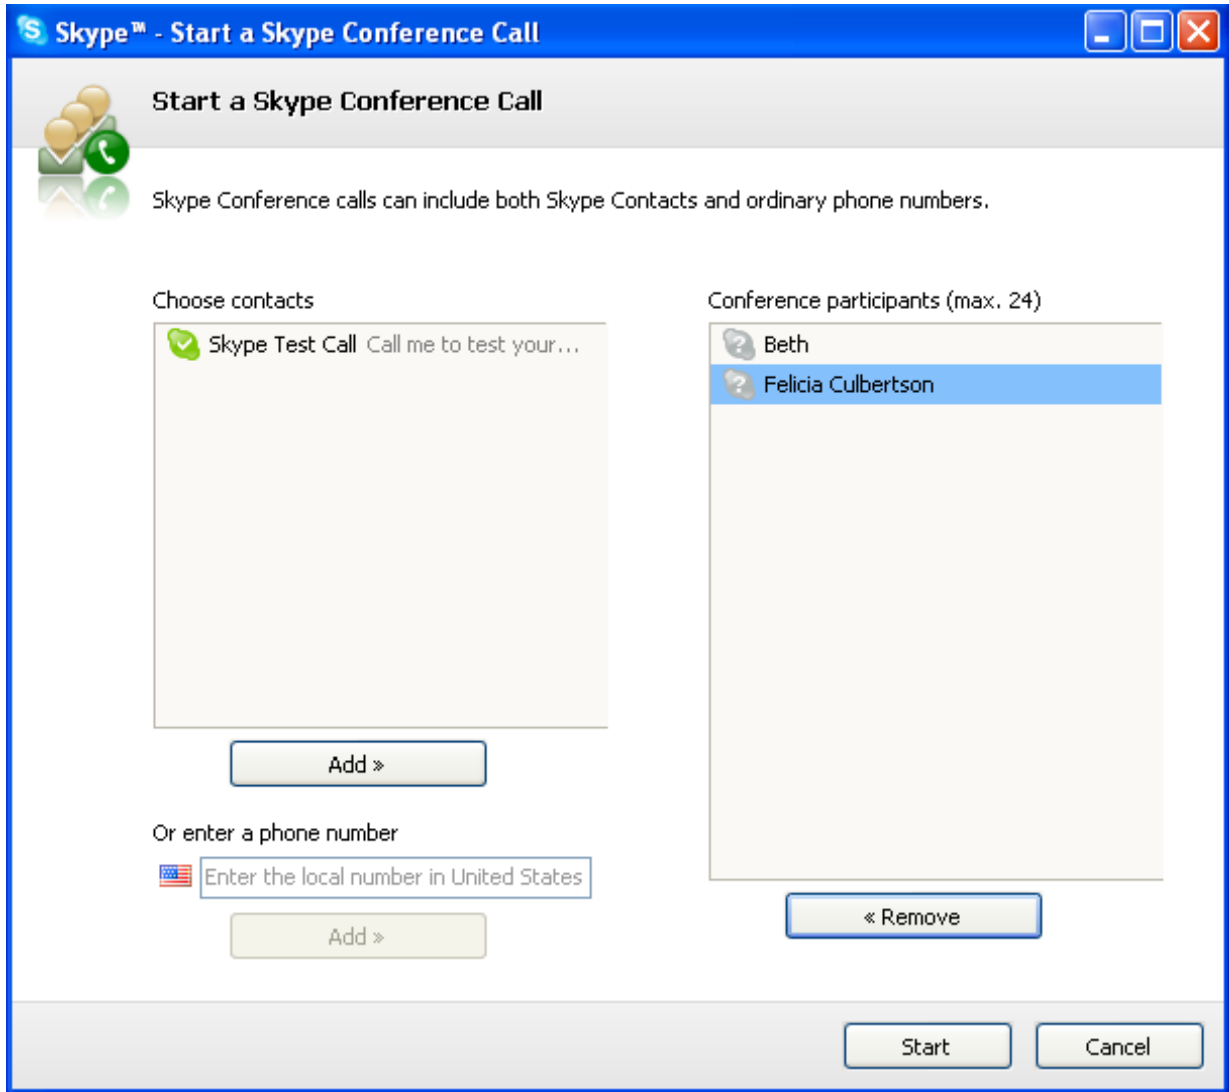 Skype™ - Start a Skype Conference Call
Start a Skype Conference Call
Skype Conference calls can include both Skype Contacts and ordinary phone numbers.
Choose contacts
Skype Test Call Call me to test your...
Add »
Or enter a phone number
Enter the local number in United States
Add »
Conference participants (max. 24)
Beth
Felicia Culbertson
« Remove
Start
Cancel